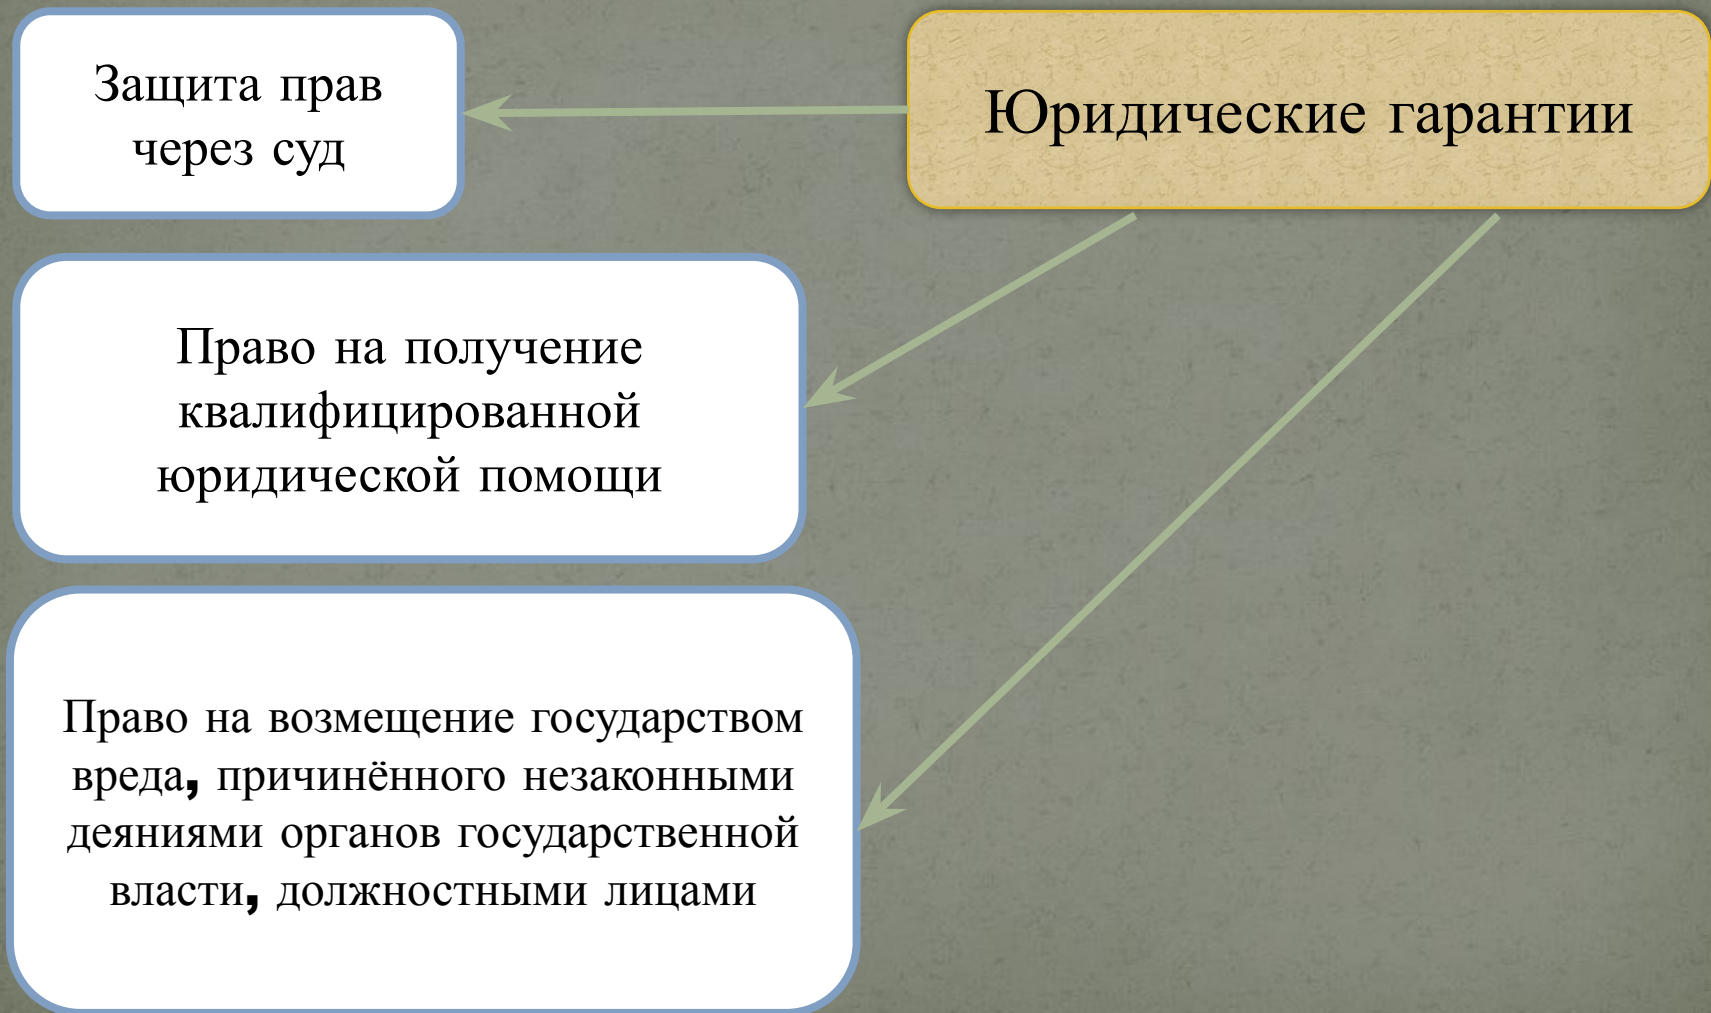 Защита прав
через суд
Юридические гарантии
Право на получение
квалифицированной
юридической помощи
Право на возмещение государством
вреда, причинённого незаконными
деяниями органов государственной
власти, должностными лицами